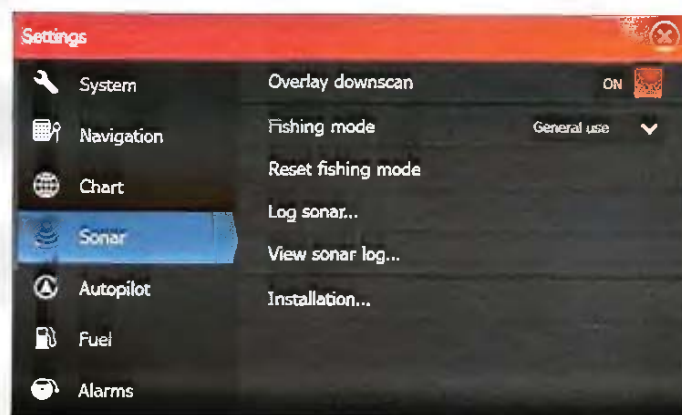 Settings
System
Navigation
Chart
Sonar
Autopilot
Fuel
Alarms
Overlay downscan ON
Fishing mode General use
Reset fishing mode
Log sonar...
View sonar log...
Installation...